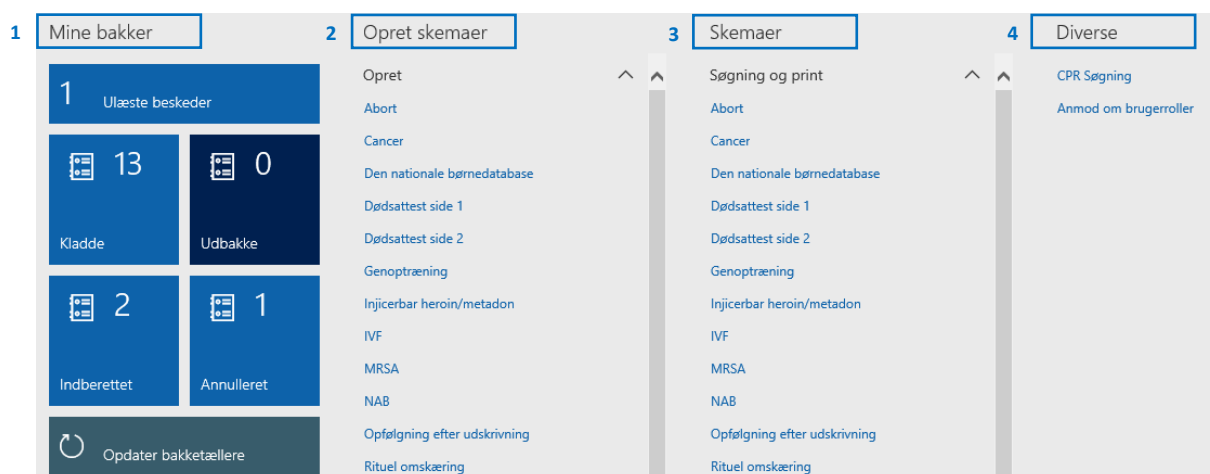 1 Mine bakker
1 Ulæste beskeder
13
Kladde
0
Udbakke
2
Indberettet
1
Annulleret
Opdater bakketællere
2 Opret skemaer
Opret
Abort
Cancer
Den nationale børnedatabase
Dødsattest side 1
Dødsattest side 2
Genoptræning
Injicerbar heroin/metadon
IVF
MRSA
NAB
Opfølgning efter udskrivning
Rituel omskæring
3 Skemaer
Søgning og print
Abort
Cancer
Den nationale børnedatabase
Dødsattest side 1
Dødsattest side 2
Genoptræning
Injicerbar heroin/metadon
IVF
MRSA
NAB
Opfølgning efter udskrivning
Rituel omskæring
4 Diverse
CPR Søgning
Anmod om brugerroller